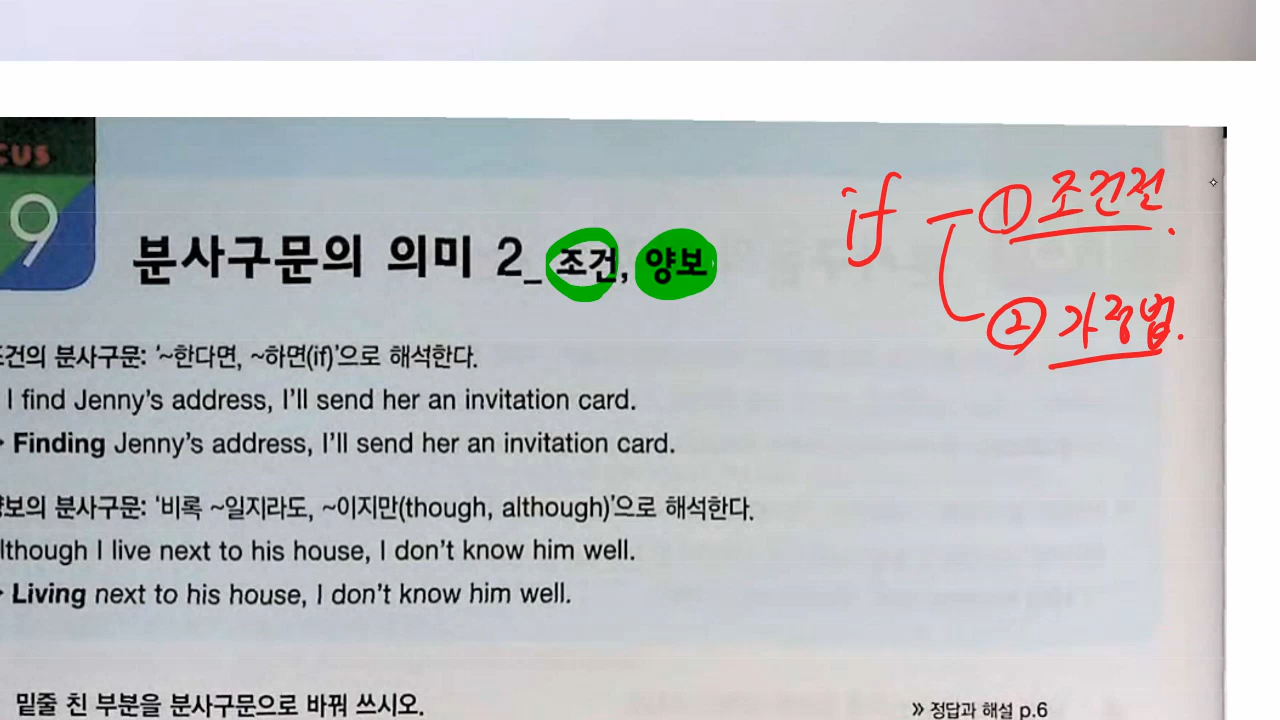 cus
9
분사구문의 의미 2_ 조건, 양보
if ① 조건절.
② 가정법.
조건의 분사구문: '~한다면, ~하면(if)'으로 해석한다.
I find Jenny's address, I'll send her an invitation card.
Finding Jenny's address, I'll send her an invitation card.
양보의 분사구문: '비록 ~일지라도, ~이지만(though, although)'으로 해석한다.
lthough I live next to his house, I don't know him well.
Living next to his house, I don't know him well.
밑줄 친 부분을 분사구문으로 바꿔 쓰시오.
» 정답과 해설 p.6